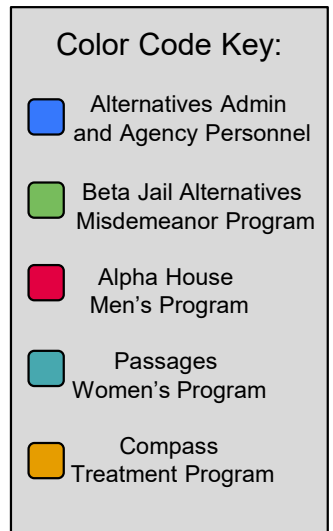 Color Code Key:
Alternatives Admin
and Agency Personnel
Beta Jail Alternatives
Misdemeanor Program
Alpha House
Men’s Program
Passages
Women’s Program
Compass
Treatment Program